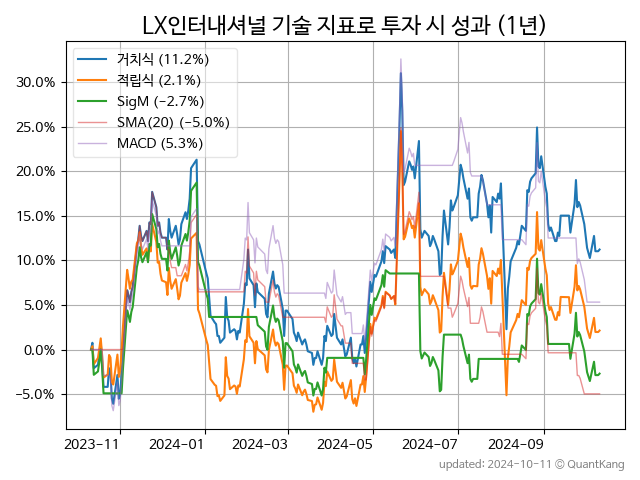 LX인터내셔널 기술 지표로 투자 시 성과 (1년)
거치식 (11.2%)
적립식 (2.1%)
SigM (−2.7%)
SMA(20) (−5.0%)
MACD (5.3%)
30.0%
25.0%
20.0%
15.0%
10.0%
5.0%
0.0%
−5.0%
2023-11 2024-01 2024-03 2024-05 2024-07 2024-09
updated: 2024-10-11 © QuantKang